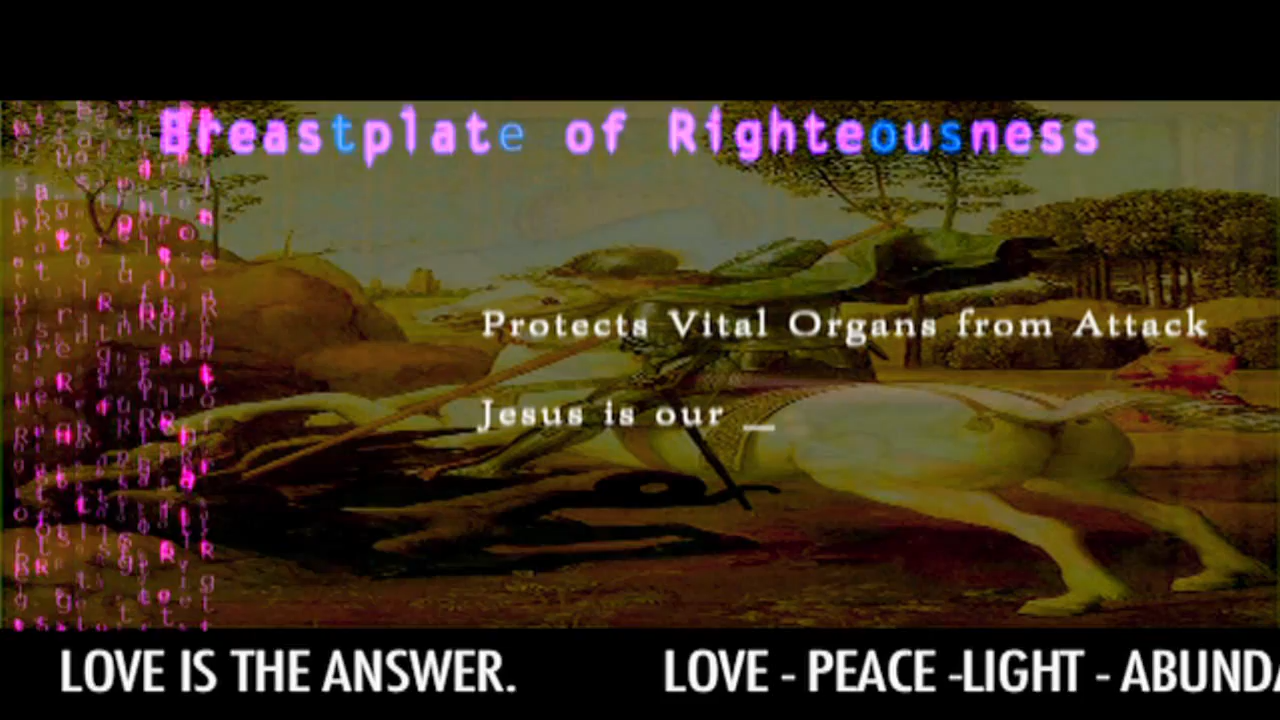 Breastplate of Righteousness
Protects Vital Organs from Attack
Jesus is our _
LOVE IS THE ANSWER. LOVE - PEACE -LIGHT - ABUNDA